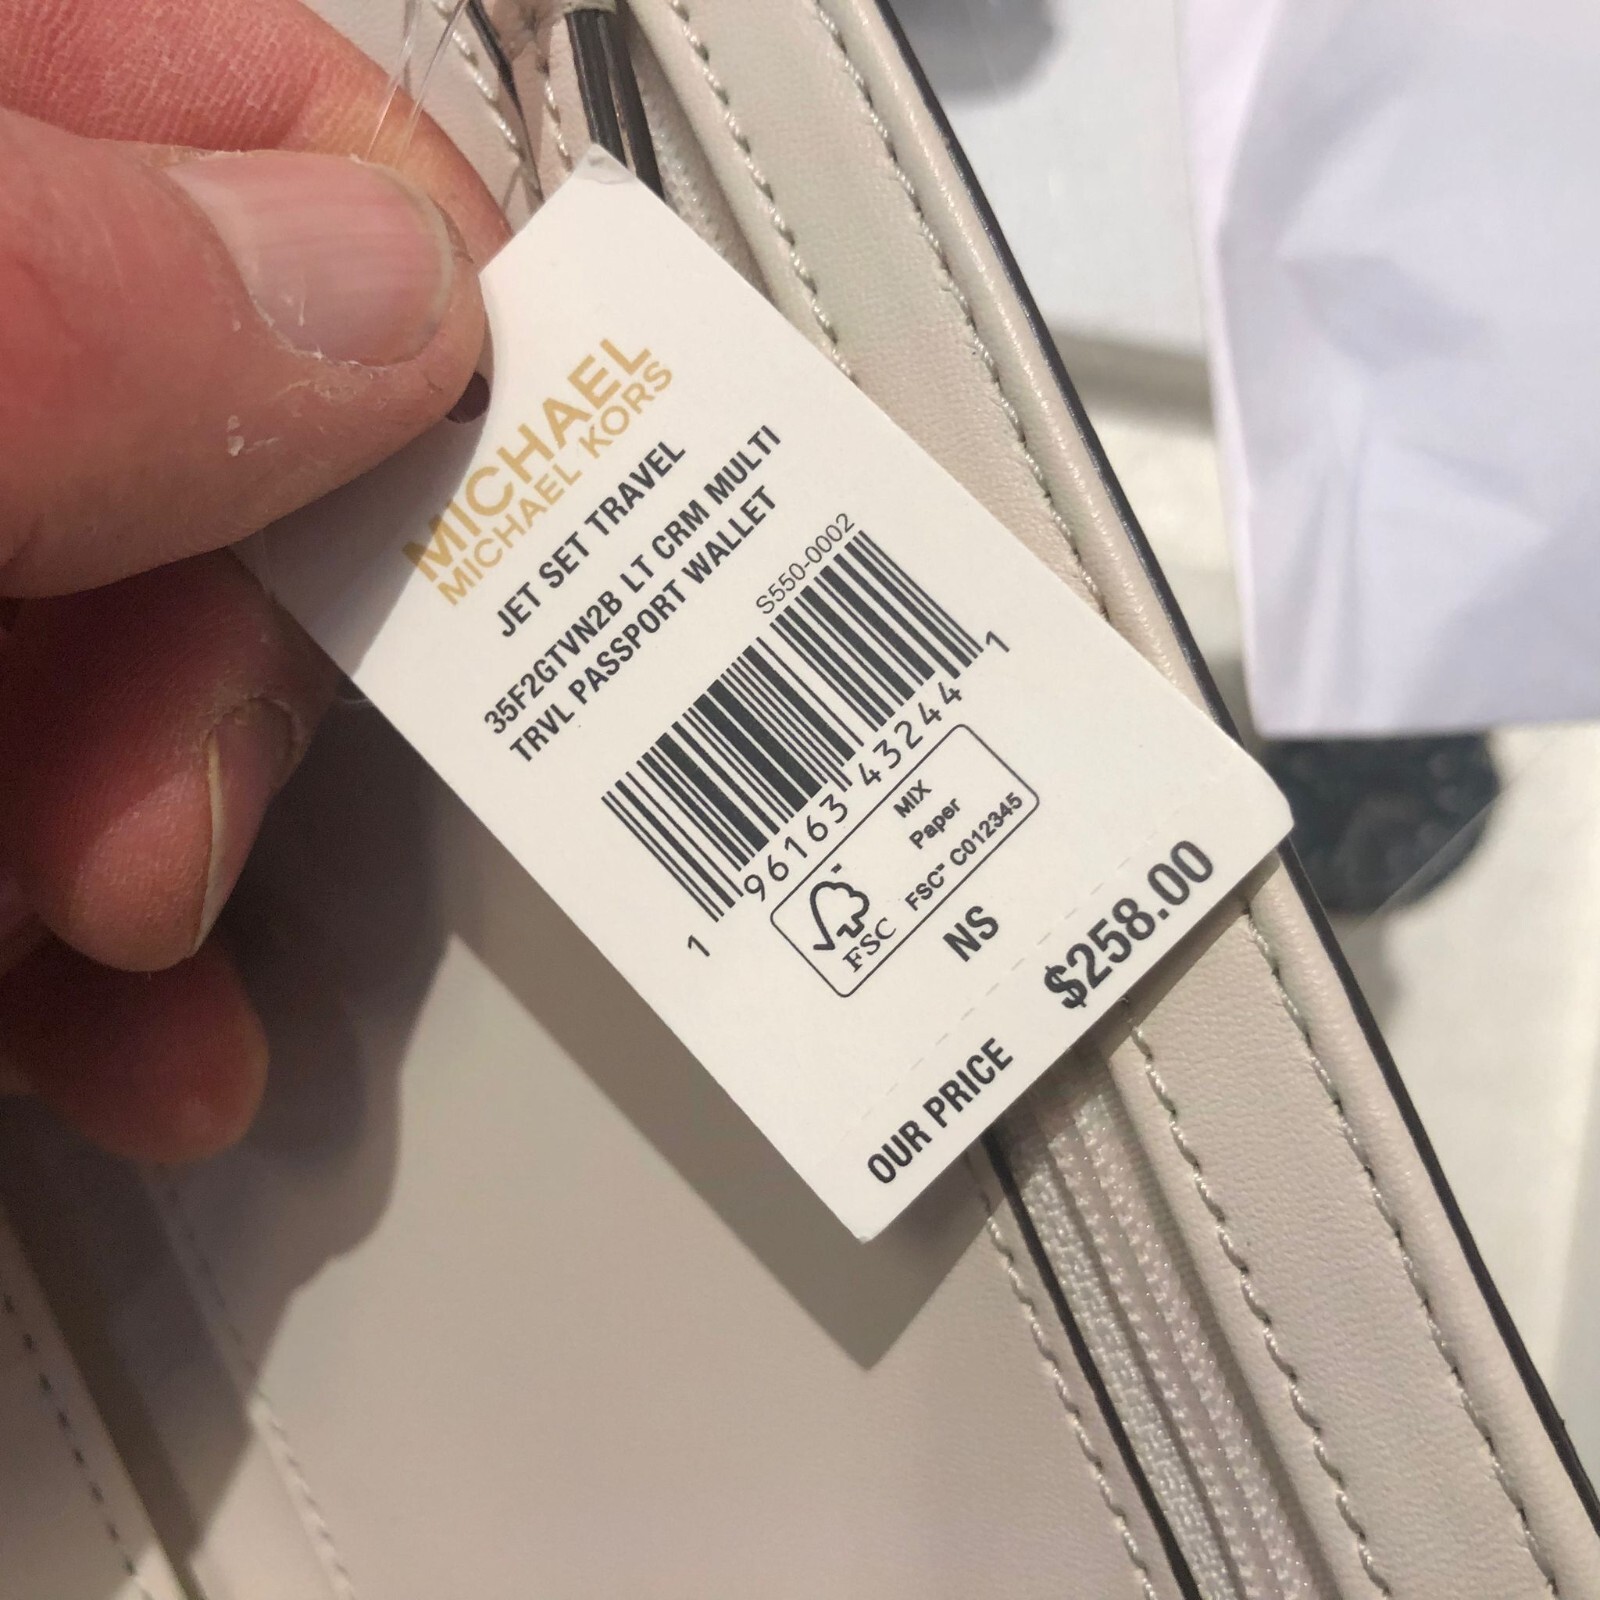 MICHAEL
MICHAEL KORS
JET SET TRAVEL
35F2GTVN2B LT CRM MULTI
TRVL PASSPORT WALLET
S550-0002
1 96163 43244 1
MIX
Paper
FSC™ C012345
FSC™
NS
OUR PRICE $258.00